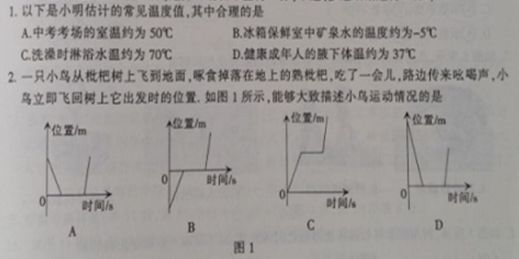 1. 以下是小明估计的常见温度值,其中合理的是
A.中考考场的室温约为50℃ B.冰箱保鲜室中矿泉水的温度约为-5℃
C.洗澡时淋浴水温约为70℃ D.健康成年人的腋下体温约为37℃
2. 一只小鸟从枇杷树上飞到地面,啄食掉落在地上的熟枇杷,吃了一会儿,路边传来吆喝声,小
鸟立即飞回树上它出发时的位置. 如图1所示,能够大致描述小鸟运动情况的是
位置/m 位置/m 位置/m 位置/m
0 时间/s 0 时间/s 0 时间/s 0 时间/s
A B C D
图1